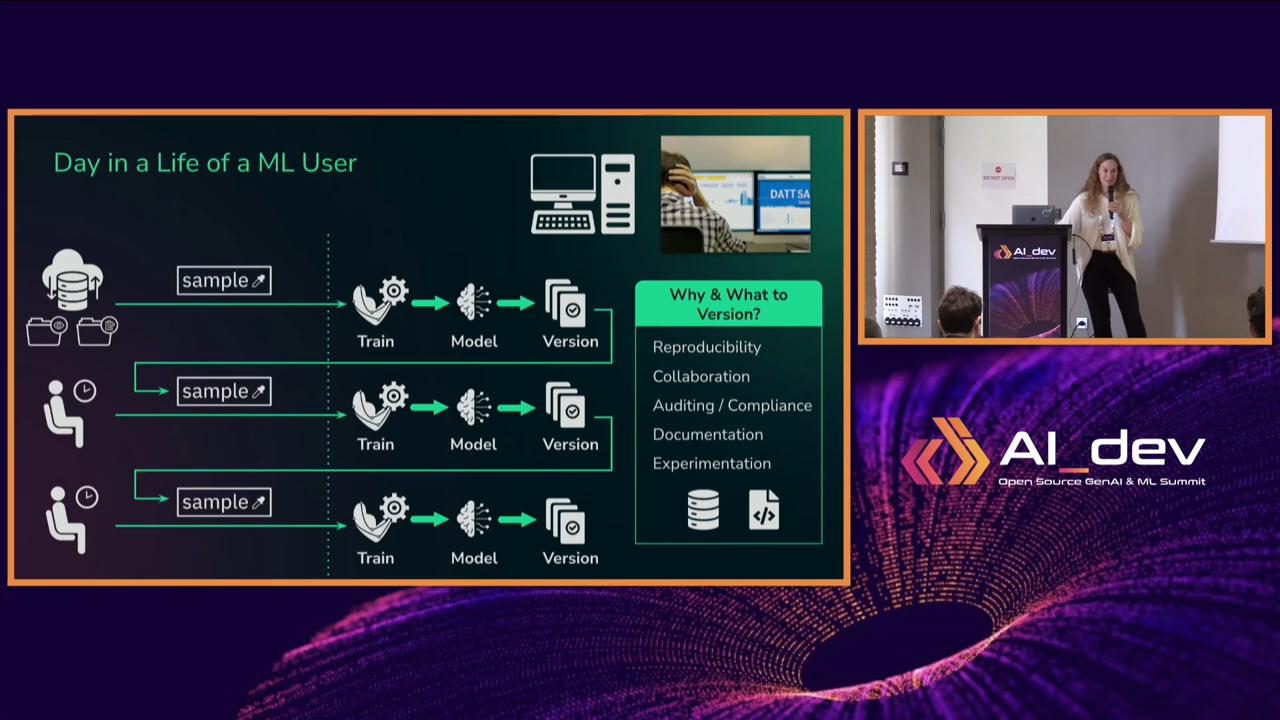 Day in a Life of a ML User
DATT SA
sample
Train
Model
Version
sample
Train
Model
Version
sample
Train
Model
Version
Why & What to
Version?
Reproducibility
Collaboration
Auditing / Compliance
Documentation
Experimentation
DO NOT OPEN
AI_dev
AI_dev
Open Source GenAI & ML Summit